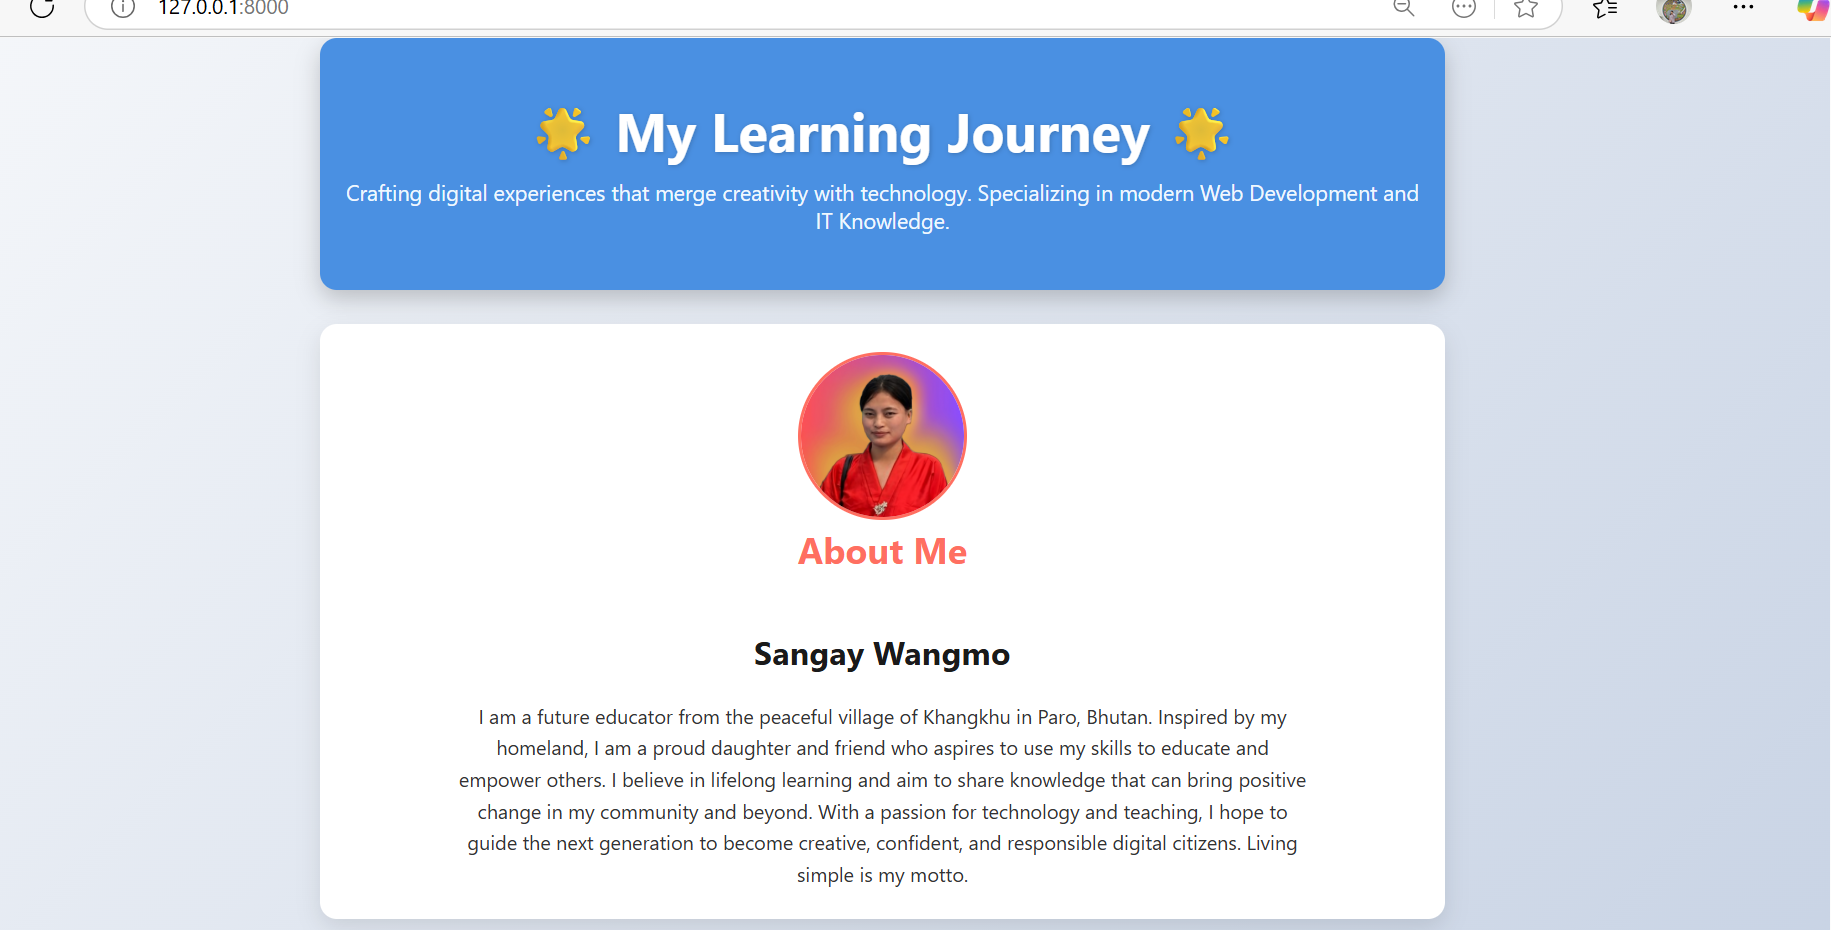 127.0.0.1:8000
🌟 My Learning Journey 🌟
Crafting digital experiences that merge creativity with technology. Specializing in modern Web Development and
IT Knowledge.
About Me
Sangay Wangmo
I am a future educator from the peaceful village of Khangkhu in Paro, Bhutan. Inspired by my
homeland, I am a proud daughter and friend who aspires to use my skills to educate and
empower others. I believe in lifelong learning and aim to share knowledge that can bring positive
change in my community and beyond. With a passion for technology and teaching, I hope to
guide the next generation to become creative, confident, and responsible digital citizens. Living
simple is my motto.